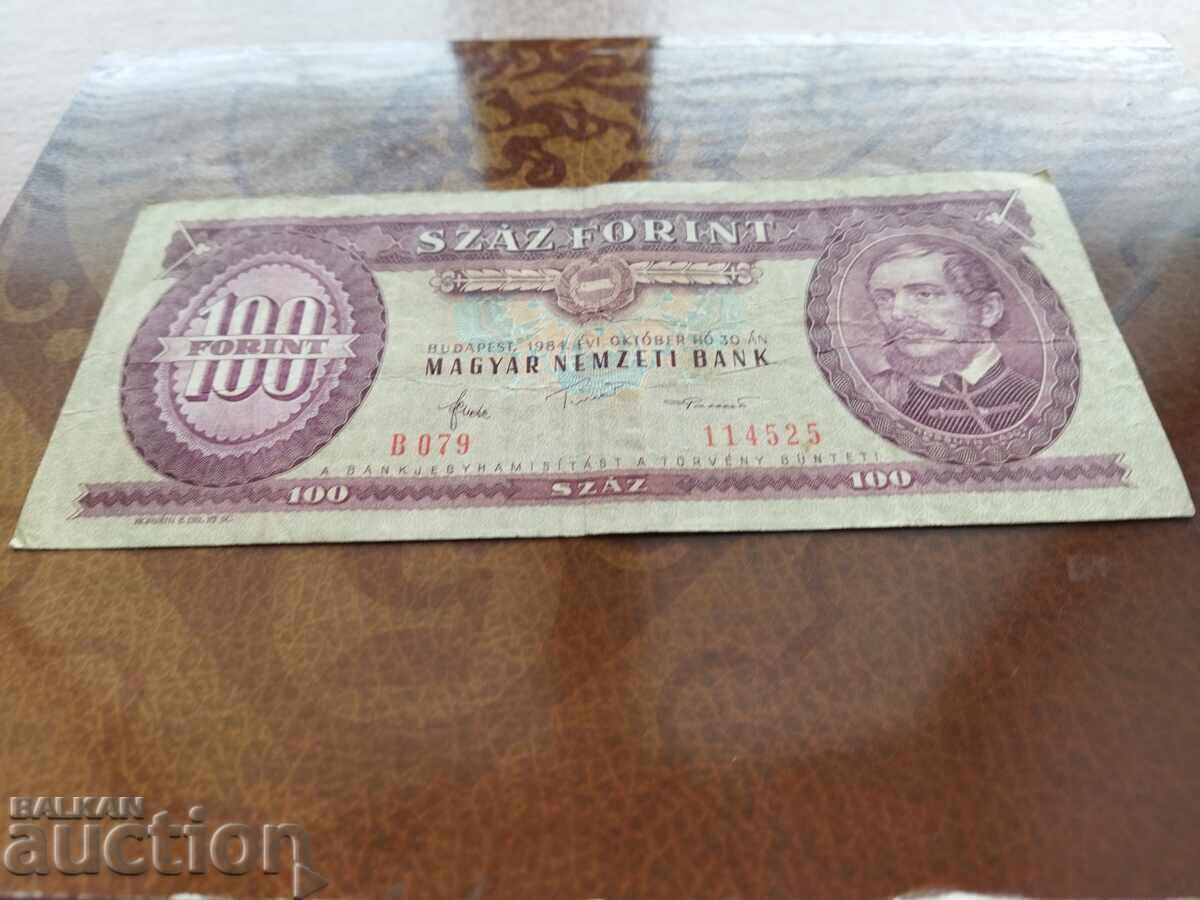 SZÁZ FORINT
100
FORINT
100
BUDAPEST, 1984. ÉVI OKTÓBER HÓ 30-ÁN
MAGYAR NEMZETI BANK
B 079
114525
A BANKJEGYHAMISÍTÁST A TÖRVÉNY BÜNTETI
100
SZÁZ
100
BALKAN
auction